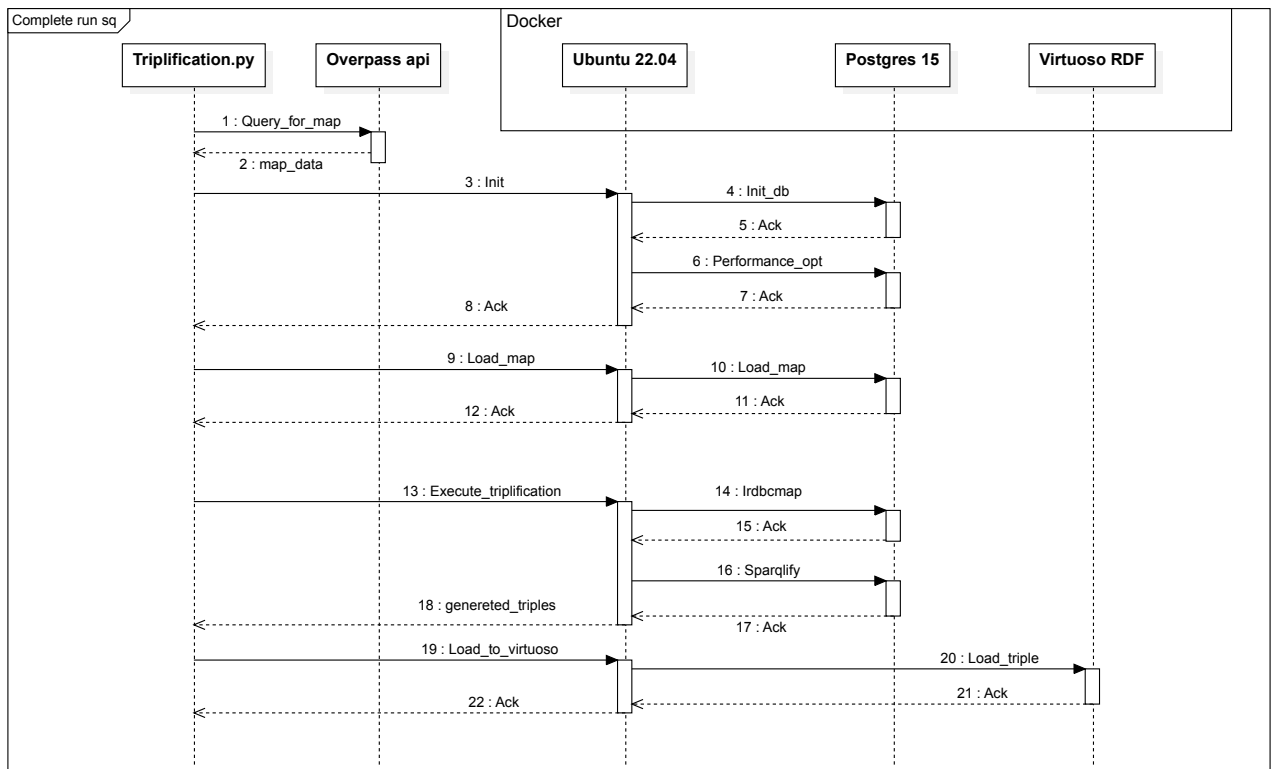 Complete run sq
Docker
Triplification.py
Overpass api
Ubuntu 22.04
Postgres 15
Virtuoso RDF
1 : Query_for_map
2 : map_data
3 : Init
4 : Init_db
5 : Ack
6 : Performance_opt
7 : Ack
8 : Ack
9 : Load_map
10 : Load_map
11 : Ack
12 : Ack
13 : Execute_triplification
14 : Irdbcmap
15 : Ack
16 : Sparqlify
17 : Ack
18 : genereted_triples
19 : Load_to_virtuoso
20 : Load_triple
21 : Ack
22 : Ack